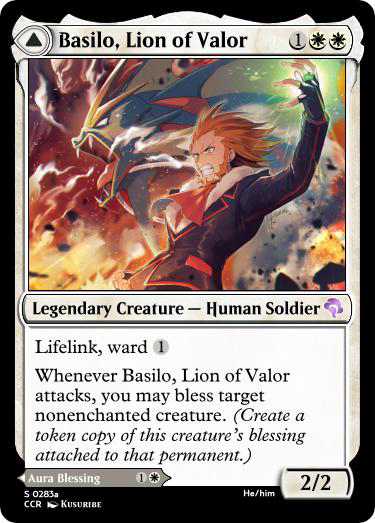 Basilo, Lion of Valor 1
Legendary Creature — Human Soldier
Lifelink, ward 1
Whenever Basilo, Lion of Valor
attacks, you may bless target
nonenchanted creature. (Create a
token copy of this creature's blessing
attached to that permanent.)
Aura Blessing 1
2/2
S 0283a
He/him
CCR Kusuribe